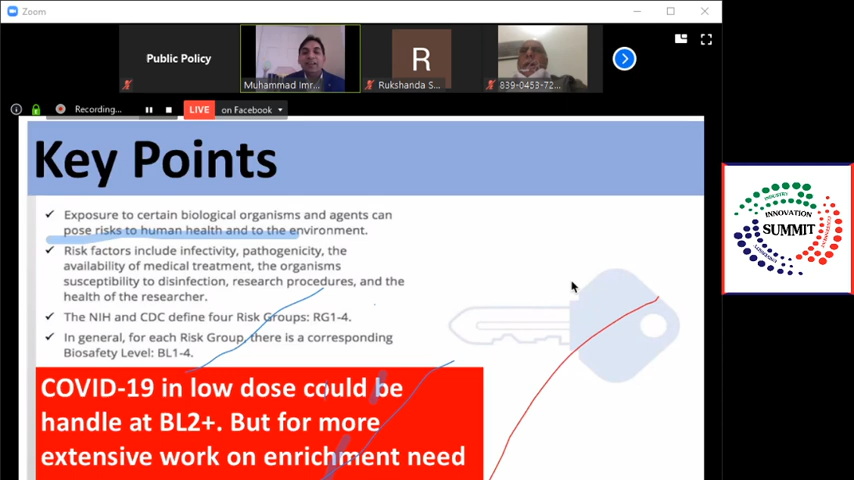 Zoom
Public Policy
Muhammad Imr...
R
Rukshanda S...
839-0453-72...
Recording...
LIVE on Facebook
Key Points
Exposure to certain biological organisms and agents can
pose risks to human health and to the environment.
Risk factors include infectivity, pathogenicity, the
availability of medical treatment, the organisms
susceptibility to disinfection, research procedures, and the
health of the researcher.
The NIH and CDC define four Risk Groups: RG1-4.
In general, for each Risk Group, there is a corresponding
Biosafety Level: BL1-4.
COVID-19 in low dose could be
handle at BL2+. But for more
extensive work on enrichment need
INDUSTRY
INNOVATION
SUMMIT
UNIVERSITY